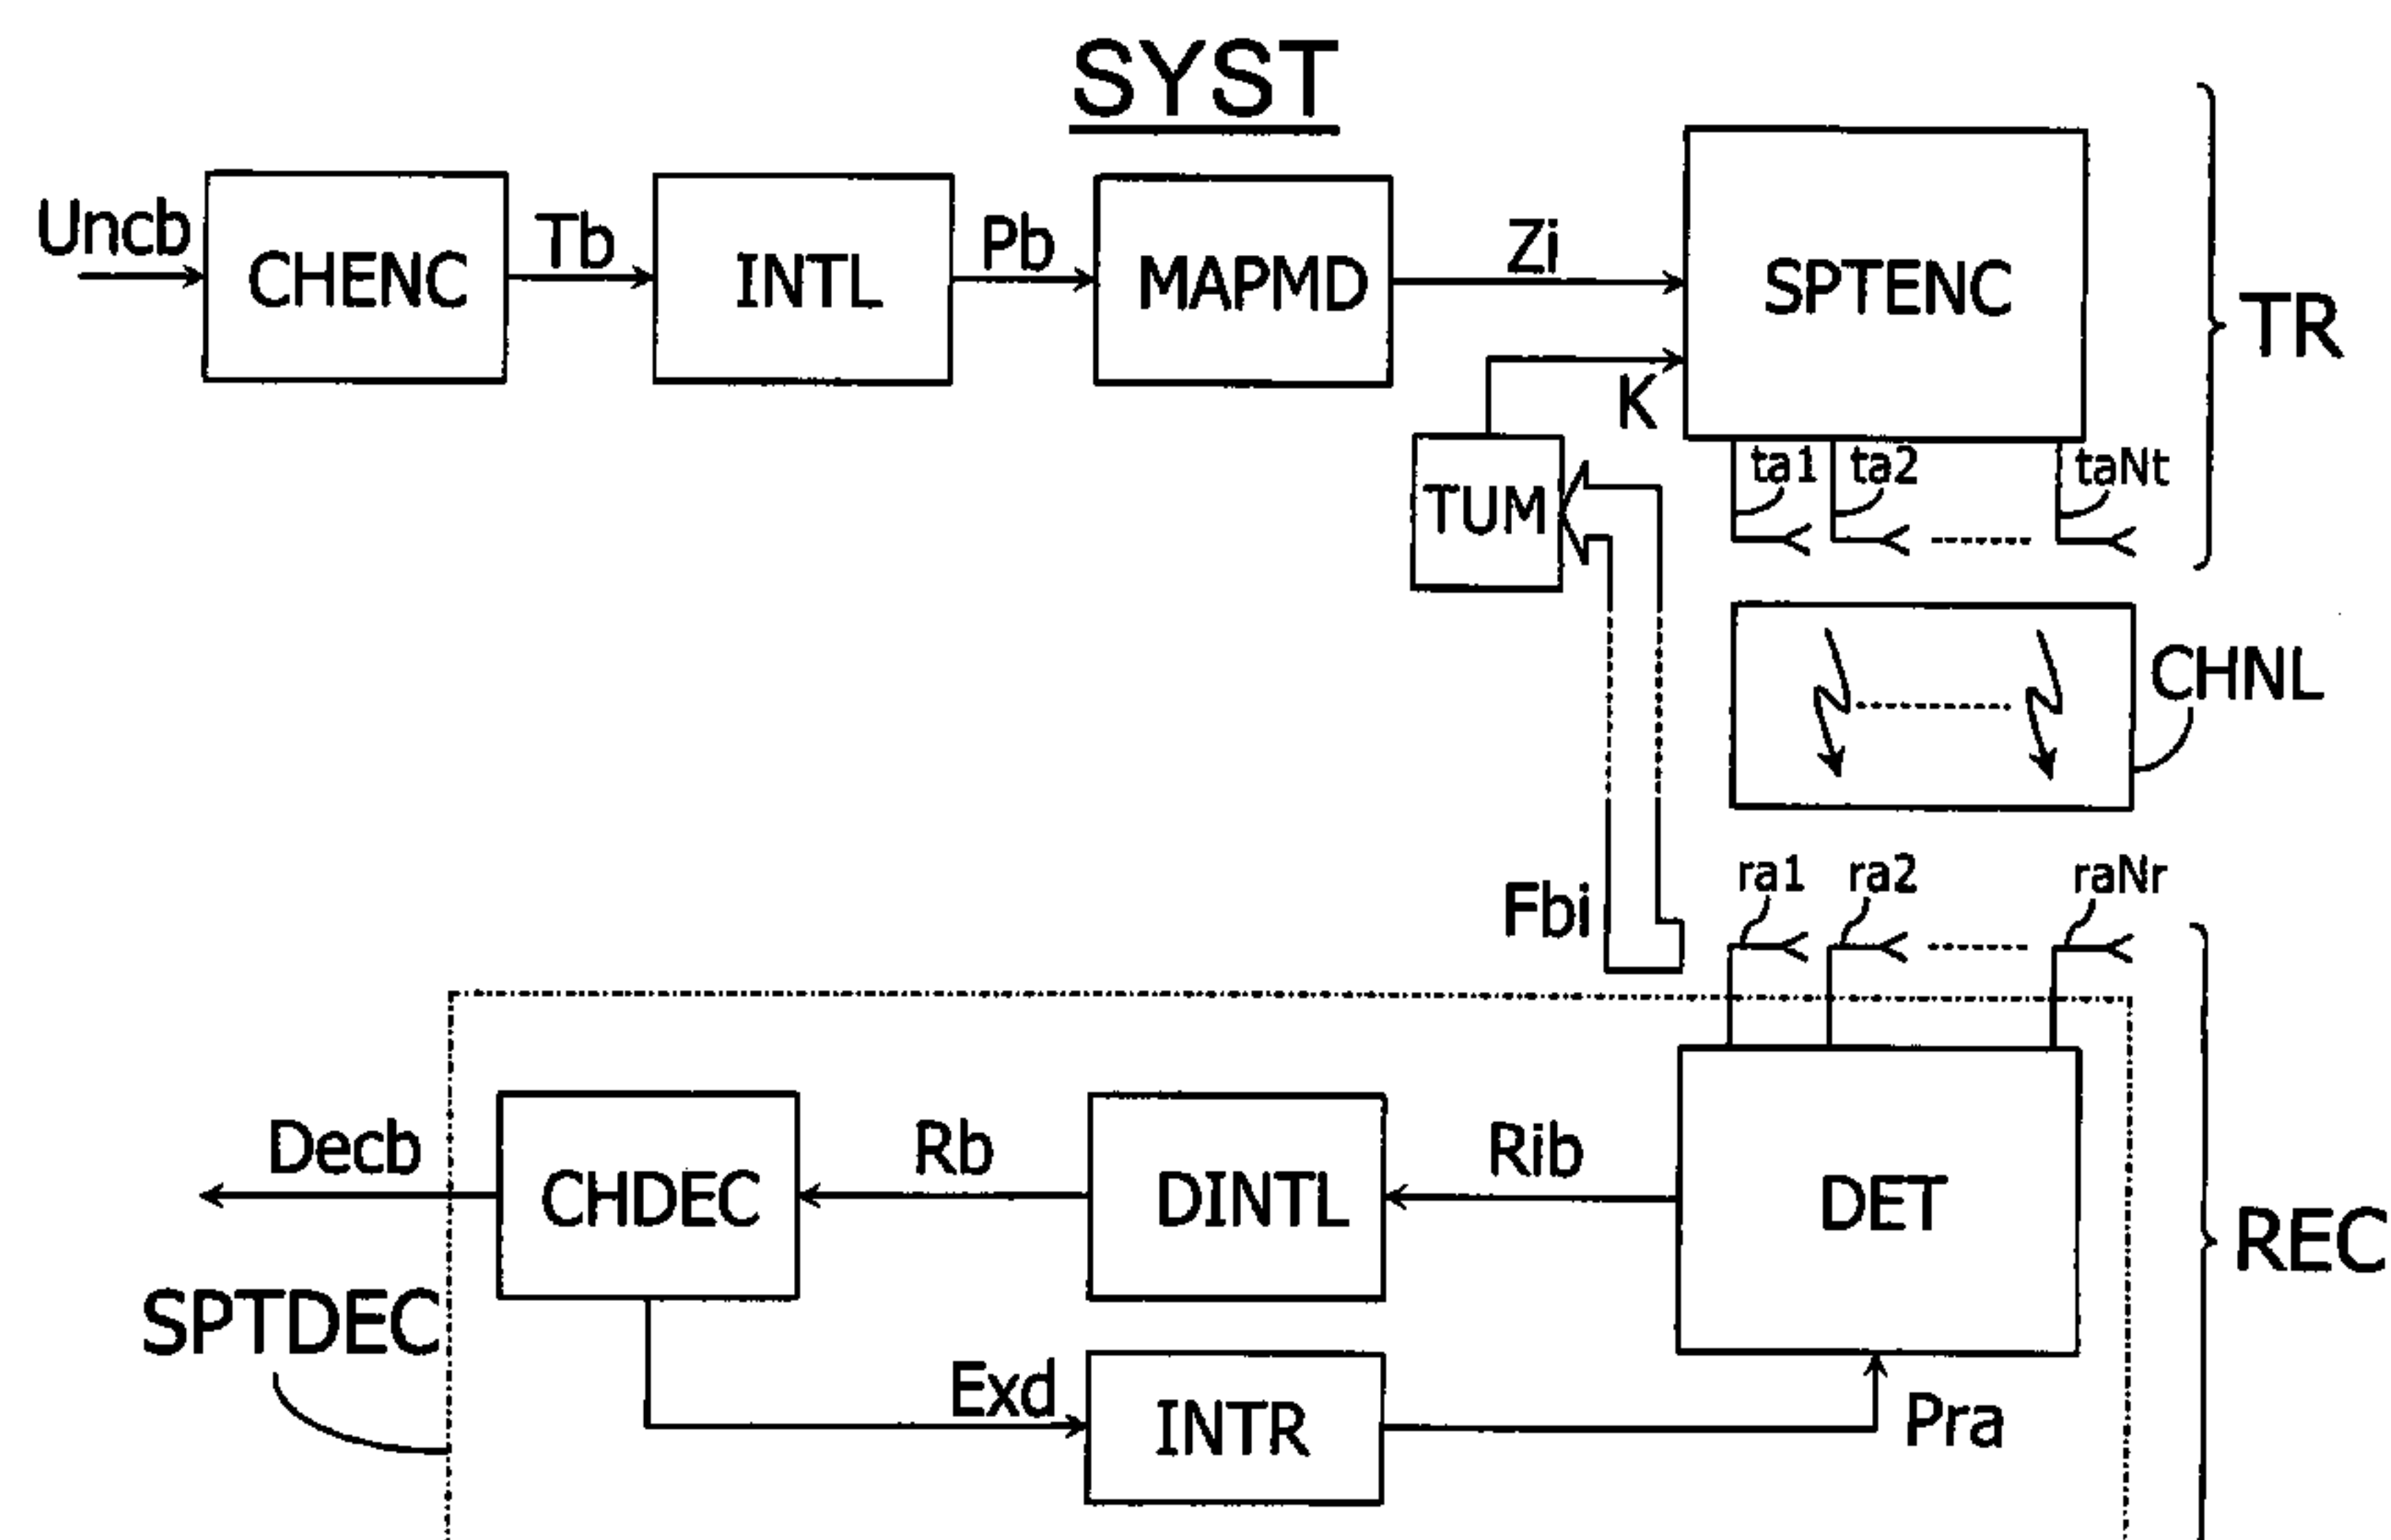 SYST
Uncb
CHENC
Tb
INTL
Pb
MAPMD
Zi
SPTENC
TR
K
TUM
ta1
ta2
taNt
CHNL
Fbi
ra1
ra2
raNr
Decb
CHDEC
Rb
DINTL
Rib
DET
REC
SPTDEC
Exd
INTR
Pra